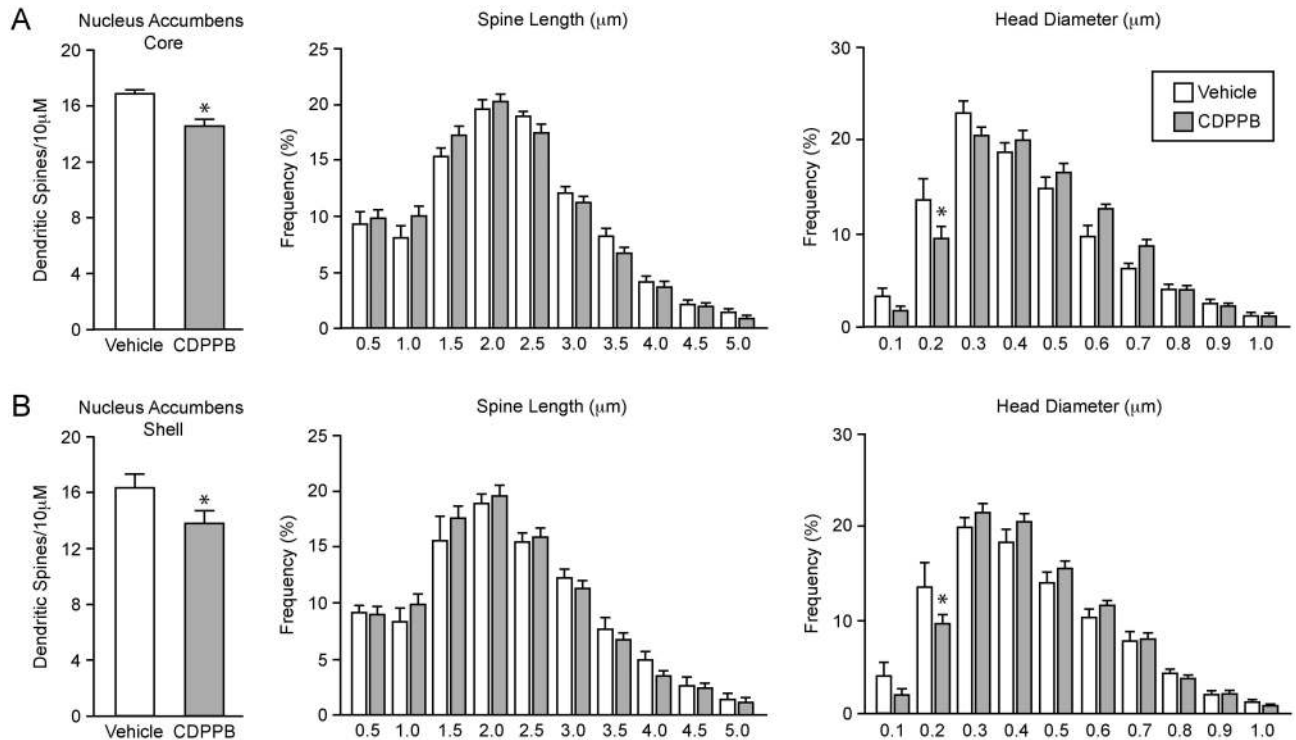 A
Nucleus Accumbens
Core
Dendritic Spines/10μM
20
16
12
8
4
0
Vehicle CDPPB
Spine Length (μm)
Frequency (%)
25
20
15
10
5
0
0.5 1.0 1.5 2.0 2.5 3.0 3.5 4.0 4.5 5.0
Head Diameter (μm)
Frequency (%)
30
20
10
0
0.1 0.2 0.3 0.4 0.5 0.6 0.7 0.8 0.9 1.0
Vehicle
CDPPB
*
*
B
Nucleus Accumbens
Shell
Dendritic Spines/10μM
20
16
12
8
4
0
Vehicle CDPPB
Spine Length (μm)
Frequency (%)
25
20
15
10
5
0
0.5 1.0 1.5 2.0 2.5 3.0 3.5 4.0 4.5 5.0
Head Diameter (μm)
Frequency (%)
30
20
10
0
0.1 0.2 0.3 0.4 0.5 0.6 0.7 0.8 0.9 1.0
*
*